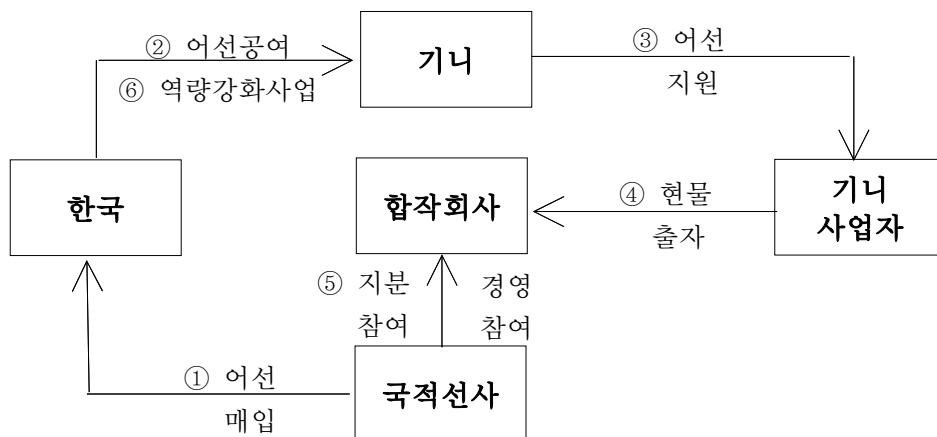 ② 어선공여
⑥ 역량강화사업
기니
③ 어선
지원
한국
합작회사
④ 현물
출자
기니
사업자
⑤ 지분
참여
경영
참여
① 어선
매입
국적선사